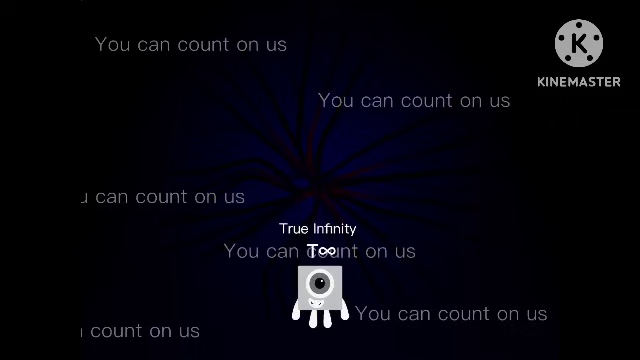 You can count on us
KINEMASTER
You can count on us
u can count on us
True Infinity
T∞
You can count on us
You can count on us
count on us